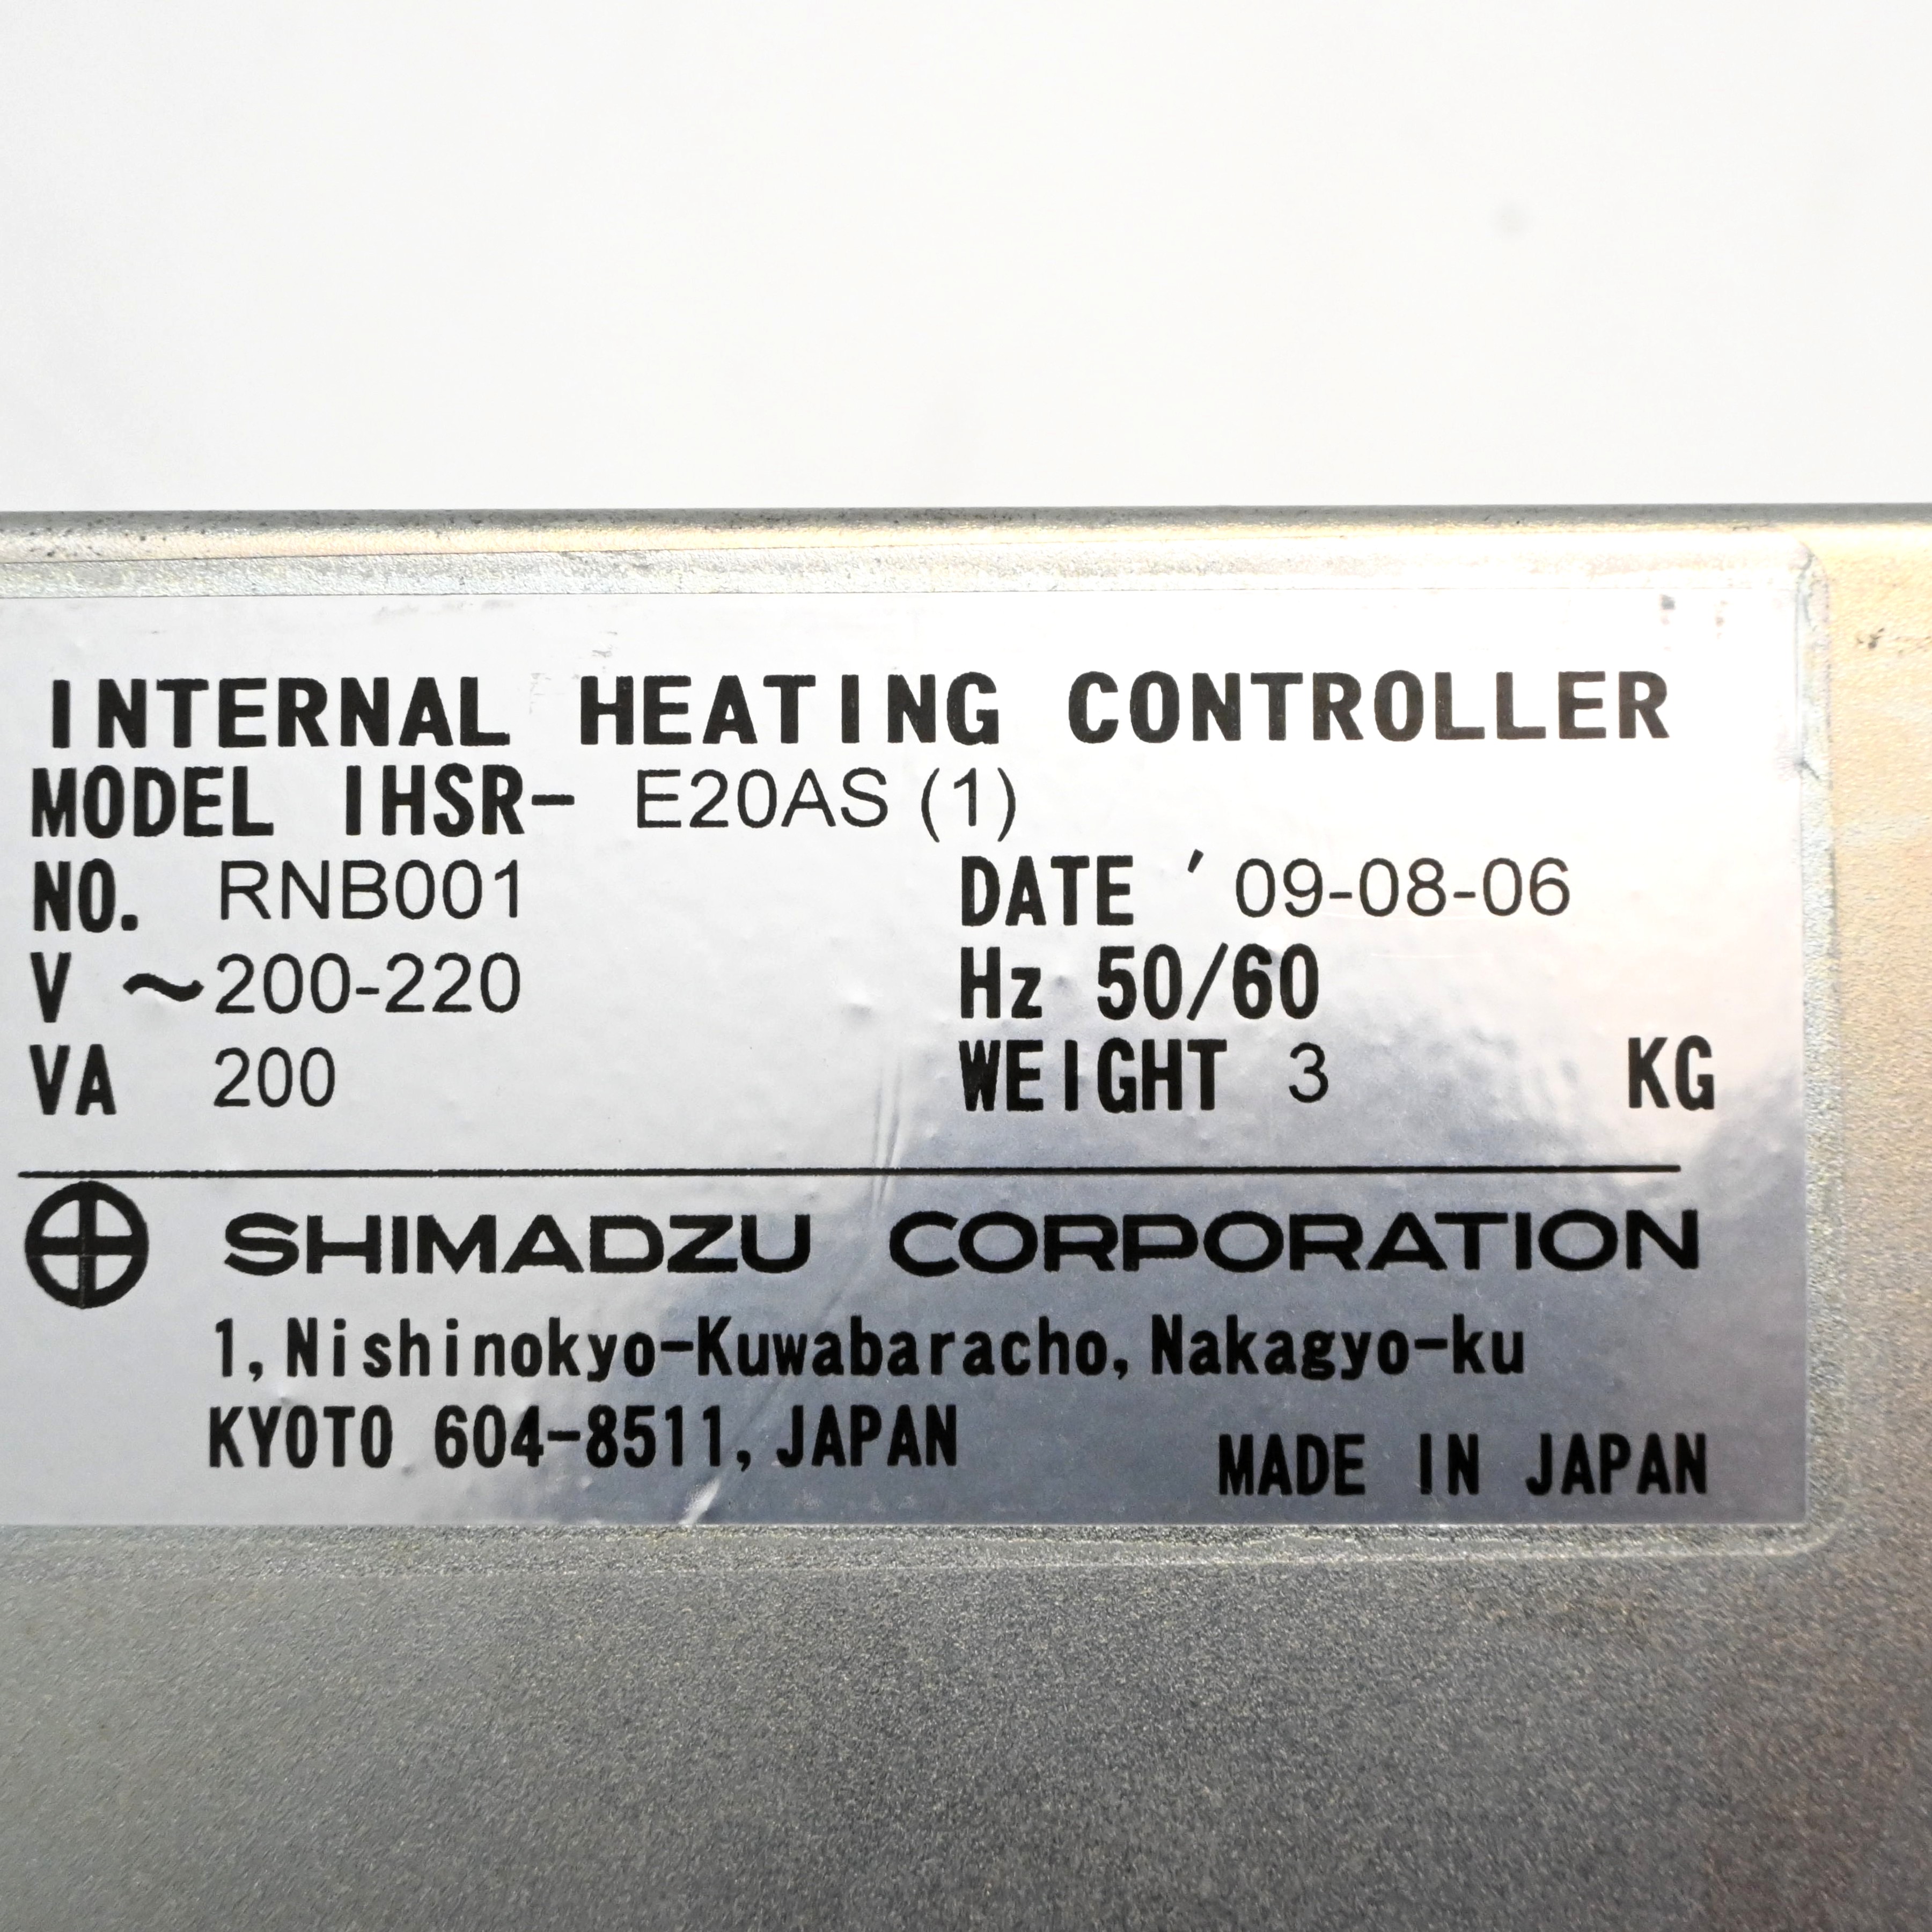 INTERNAL HEATING CONTROLLER
MODEL IHSR- E20AS (1)
NO. RNB001 DATE '09-08-06
V ~200-220 Hz 50/60
VA 200 WEIGHT 3 KG
SHIMADZU CORPORATION
1, Nishinokyo-Kuwabaracho, Nakagyo-ku
KYOTO 604-8511, JAPAN MADE IN JAPAN